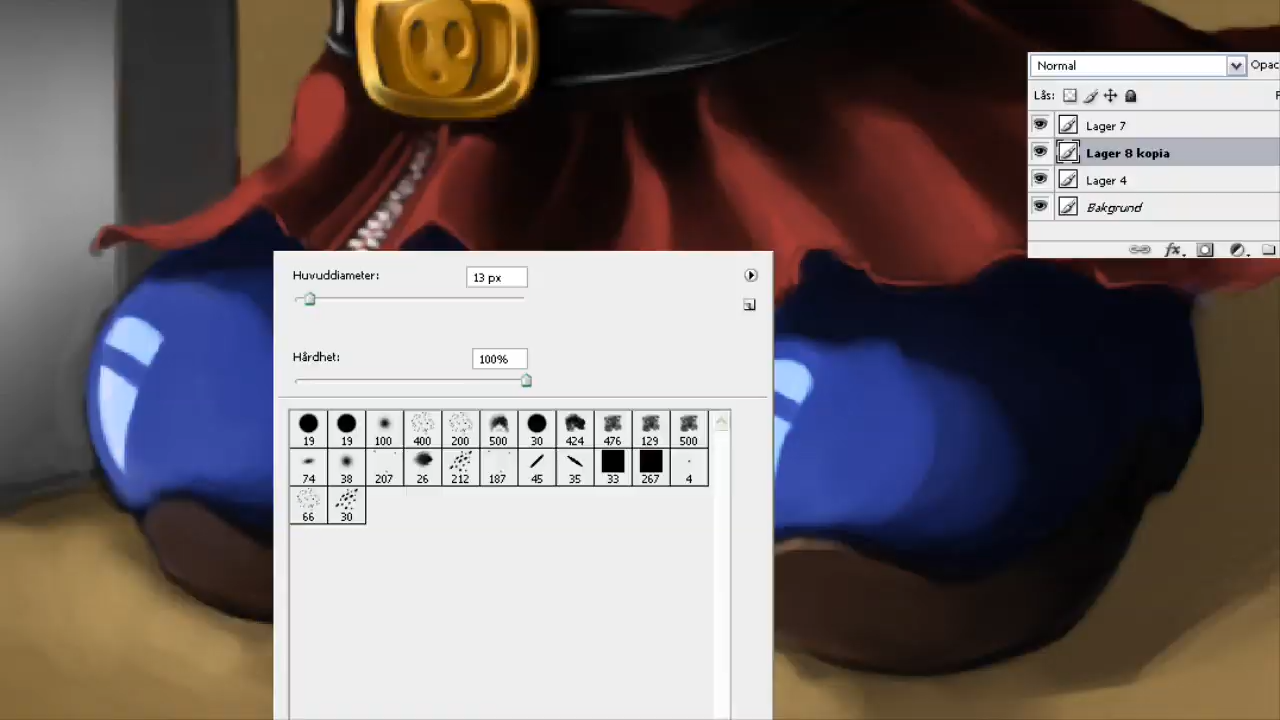 Normal
Opac
Lås:
F
Lager 7
Lager 8 kopia
Lager 4
Bakgrund
fx
Huvuddiameter:
13 px
Hårdhet:
100%
19 19 100 400 200 500 30 424 476 129 500
74 38 207 26 212 187 45 35 33 267 4
66 30